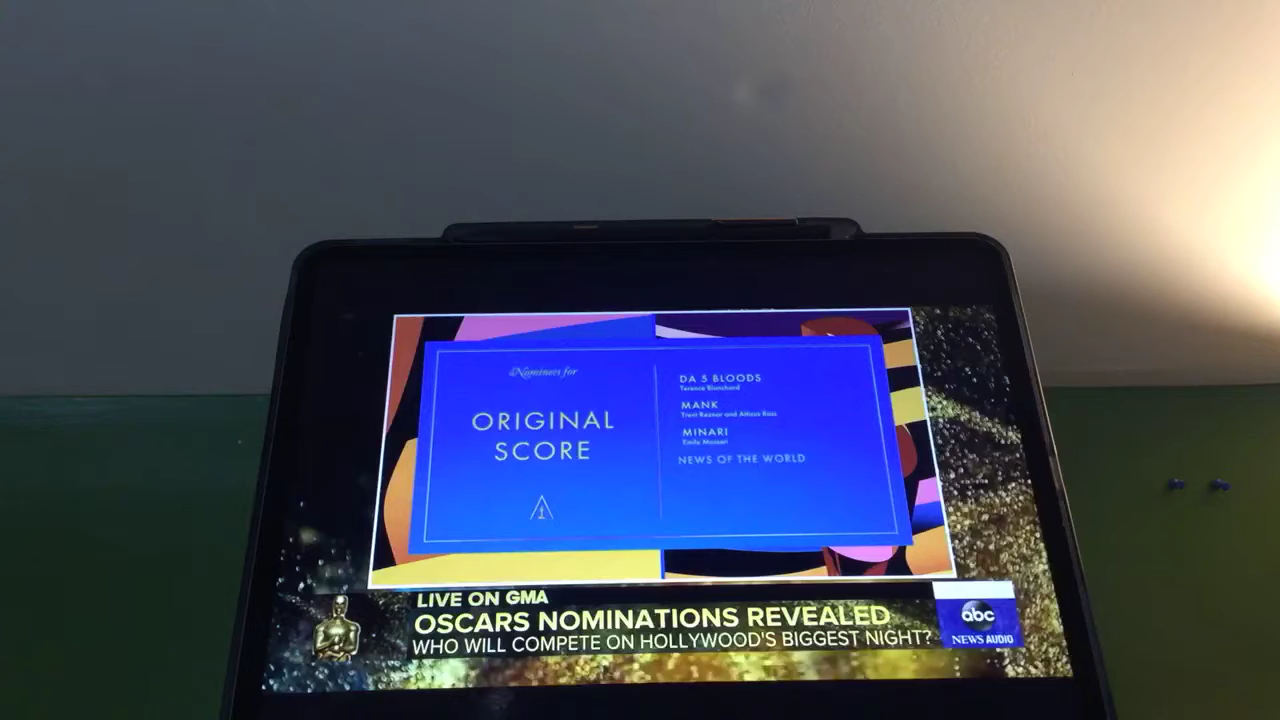 Nominees for
ORIGINAL
SCORE
DA 5 BLOODS
Terence Blanchard
MANK
Trent Reznor and Atticus Ross
MINARI
Emile Mosseri
NEWS OF THE WORLD
LIVE ON GMA
OSCARS NOMINATIONS REVEALED
WHO WILL COMPETE ON HOLLYWOOD'S BIGGEST NIGHT?
abc
NEWS AUDIO